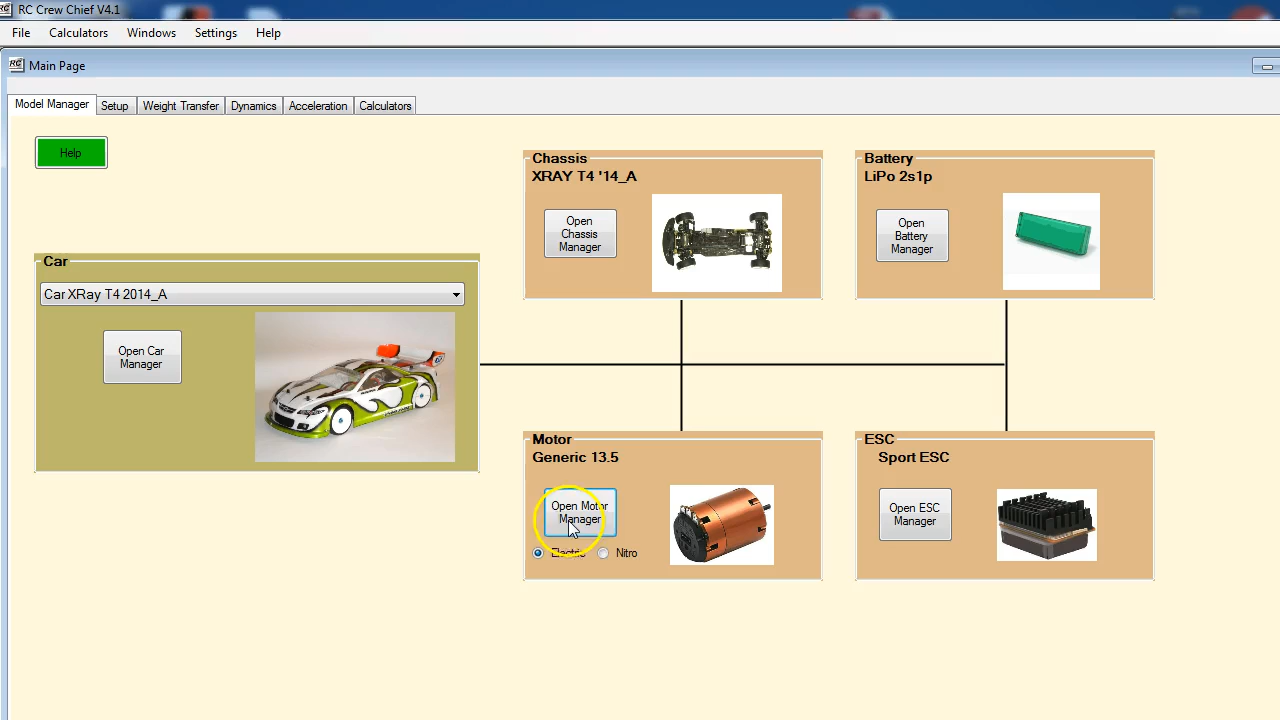 RC Crew Chief V4.1
File Calculators Windows Settings Help
RC Main Page
Model Manager Setup Weight Transfer Dynamics Acceleration Calculators
Help
Car
Car XRay T4 2014_A
Open Car
Manager
Chassis
XRAY T4 '14_A
Open
Chassis
Manager
Battery
LiPo 2s1p
Open
Battery
Manager
Motor
Generic 13.5
Open Motor
Manager
Electric Nitro
ESC
Sport ESC
Open ESC
Manager